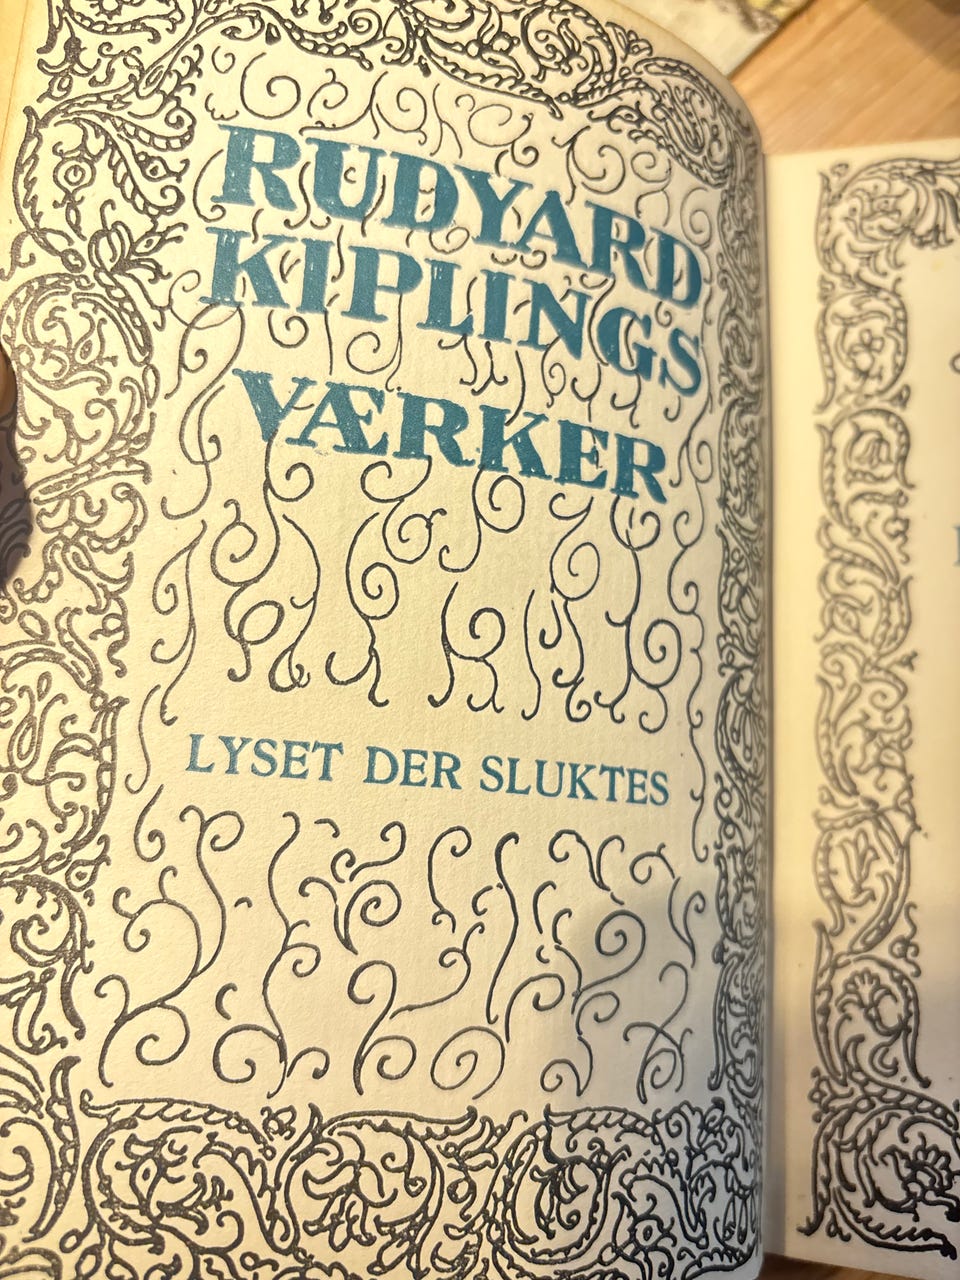 RUDYARD
KIPLINGS
VÆRKER
LYSET DER SLUKTES